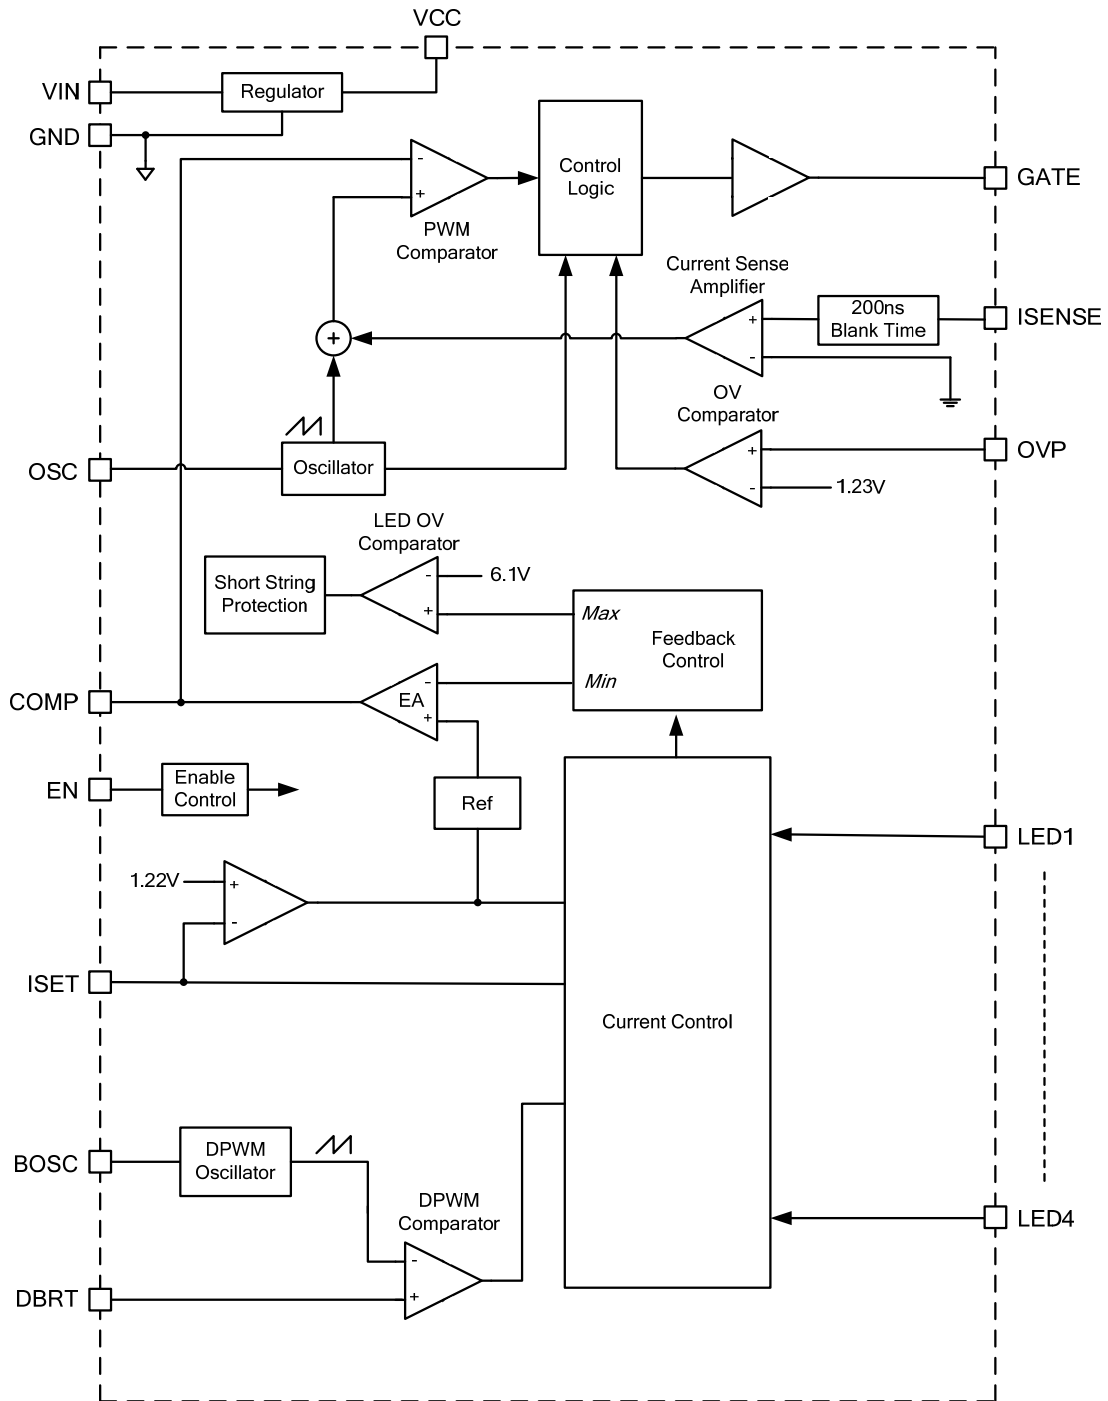 VCC
VIN
Regulator
GND
-
+
PWM
Comparator
Control
Logic
GATE
Current Sense
Amplifier
+
-
200ns
Blank Time
ISENSE
+
OV
Comparator
+
-
1.23V
OVP
OSC
Oscillator
LED OV
Comparator
Short String
Protection
-
+
6.1V
Max
Min
Feedback
Control
COMP
EA
-
+
EN
Enable
Control
Ref
LED1
1.22V
+
-
ISET
Current Control
BOSC
DPWM
Oscillator
DPWM
Comparator
-
+
LED4
DBRT